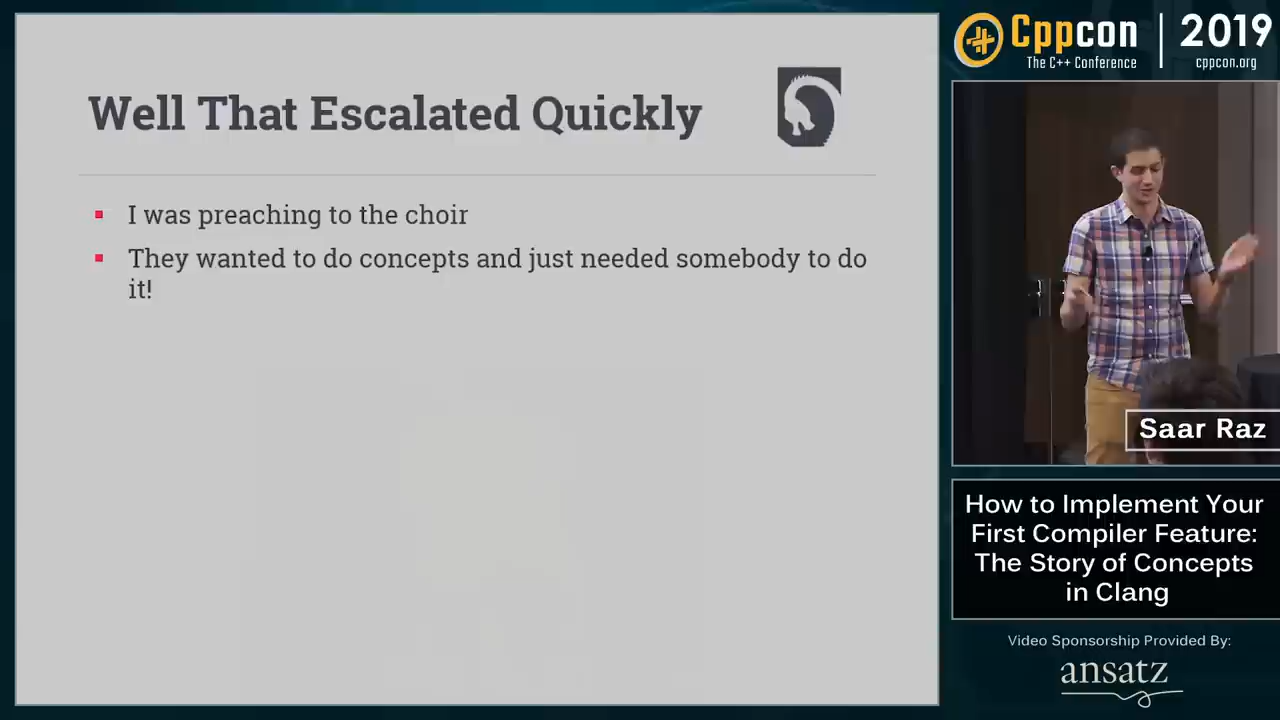 Well That Escalated Quickly
▪ I was preaching to the choir
▪ They wanted to do concepts and just needed somebody to do
it!
Cppcon | 2019
The C++ Conference
cppcon.org
Saar Raz
How to Implement Your
First Compiler Feature:
The Story of Concepts
in Clang
Video Sponsorship Provided By:
ansatz